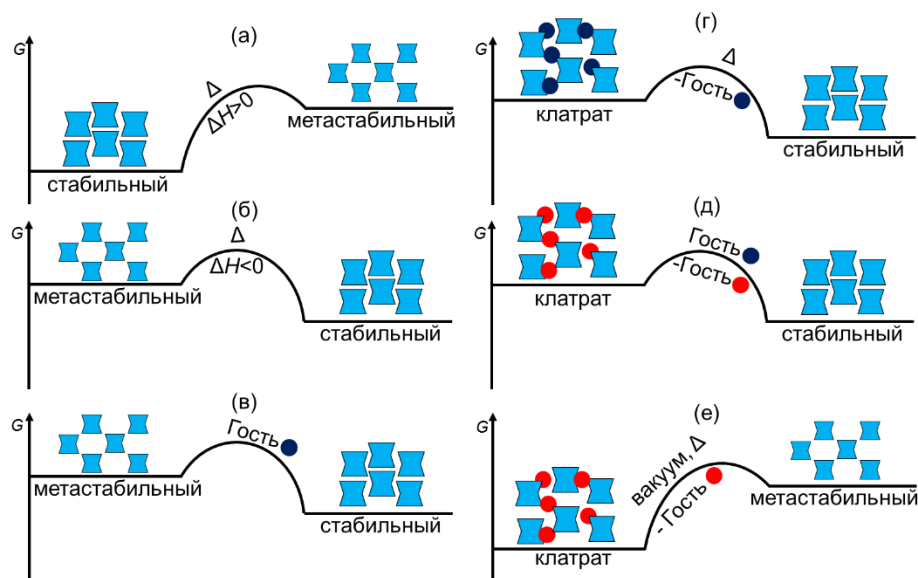 (а)
G
Δ
ΔH>0
стабильный
метастабильный
(б)
G
Δ
ΔH<0
метастабильный
стабильный
(в)
G
Гость
метастабильный
стабильный
(г)
G
Δ
-Гость
клатрат
стабильный
(д)
G
Гость
-Гость
клатрат
стабильный
(е)
G
вакуум, Δ
- Гость
клатрат
метастабильный